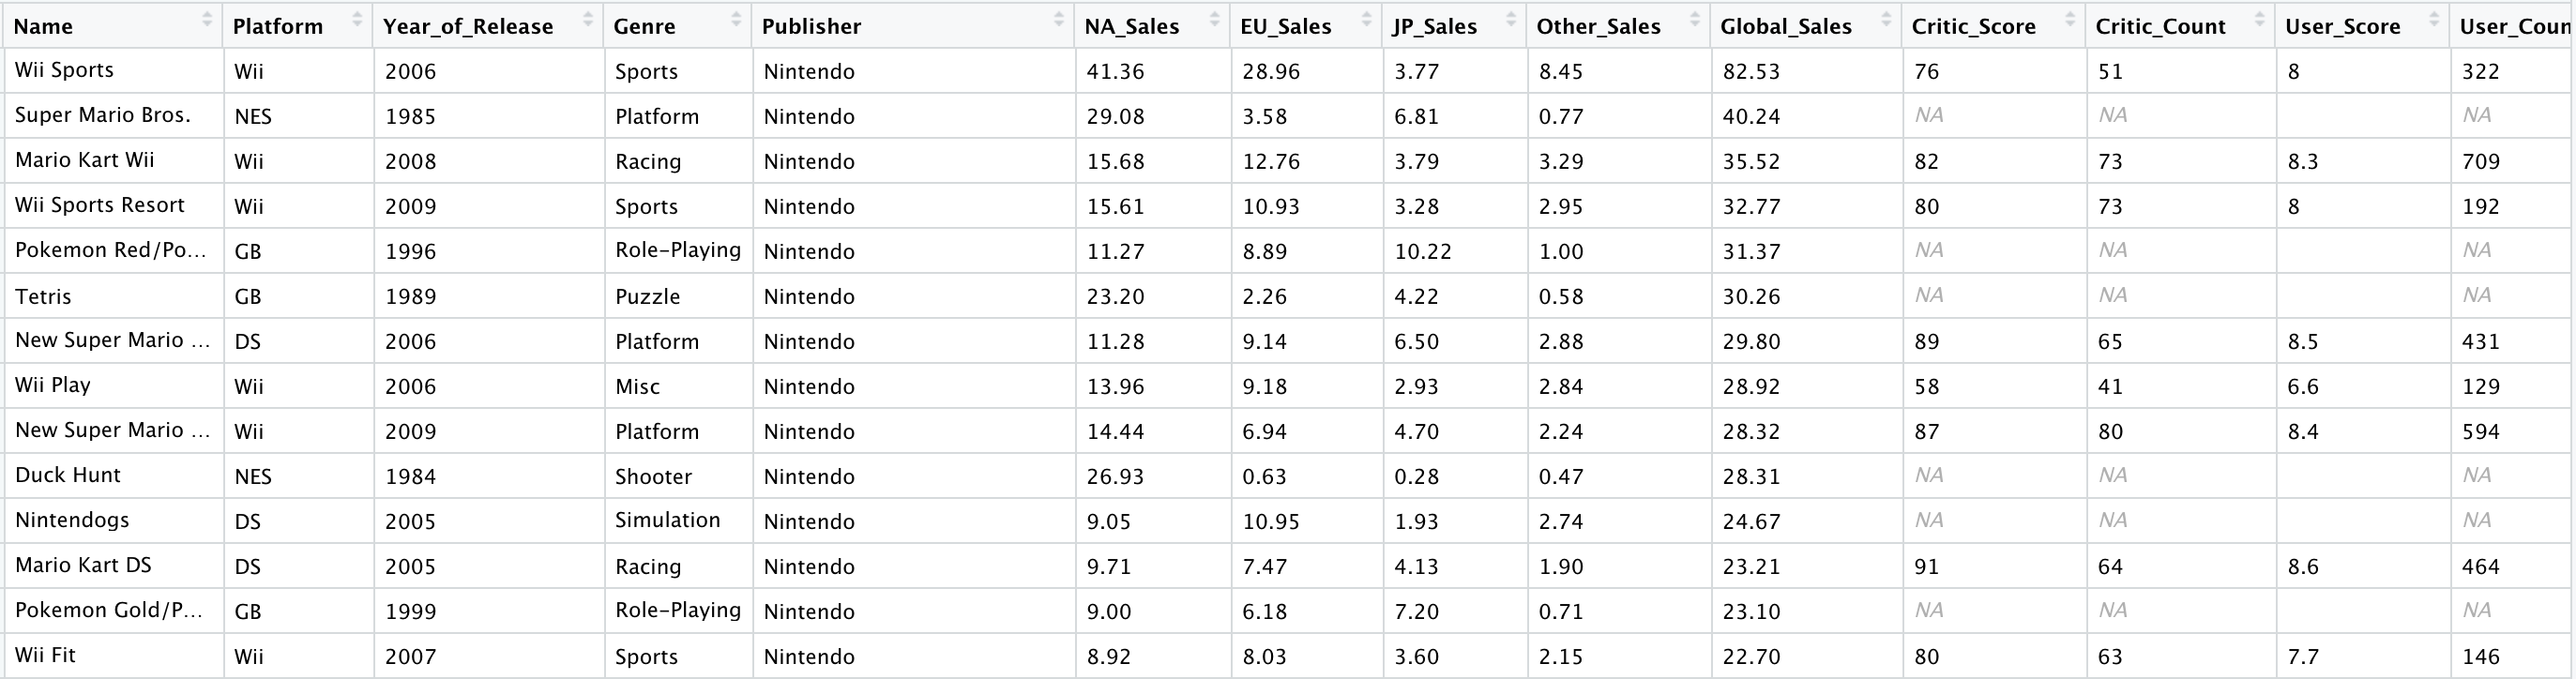 Name Platform Year_of_Release Genre Publisher NA_Sales EU_Sales JP_Sales Other_Sales Global_Sales Critic_Score Critic_Count User_Score User_Coun
Wii Sports Wii 2006 Sports Nintendo 41.36 28.96 3.77 8.45 82.53 76 51 8 322
Super Mario Bros. NES 1985 Platform Nintendo 29.08 3.58 6.81 0.77 40.24 NA NA NA
Mario Kart Wii Wii 2008 Racing Nintendo 15.68 12.76 3.79 3.29 35.52 82 73 8.3 709
Wii Sports Resort Wii 2009 Sports Nintendo 15.61 10.93 3.28 2.95 32.77 80 73 8 192
Pokemon Red/Po... GB 1996 Role-Playing Nintendo 11.27 8.89 10.22 1.00 31.37 NA NA NA
Tetris GB 1989 Puzzle Nintendo 23.20 2.26 4.22 0.58 30.26 NA NA NA
New Super Mario ... DS 2006 Platform Nintendo 11.28 9.14 6.50 2.88 29.80 89 65 8.5 431
Wii Play Wii 2006 Misc Nintendo 13.96 9.18 2.93 2.84 28.92 58 41 6.6 129
New Super Mario ... Wii 2009 Platform Nintendo 14.44 6.94 4.70 2.24 28.32 87 80 8.4 594
Duck Hunt NES 1984 Shooter Nintendo 26.93 0.63 0.28 0.47 28.31 NA NA NA
Nintendogs DS 2005 Simulation Nintendo 9.05 10.95 1.93 2.74 24.67 NA NA NA
Mario Kart DS DS 2005 Racing Nintendo 9.71 7.47 4.13 1.90 23.21 91 64 8.6 464
Pokemon Gold/P... GB 1999 Role-Playing Nintendo 9.00 6.18 7.20 0.71 23.10 NA NA NA
Wii Fit Wii 2007 Sports Nintendo 8.92 8.03 3.60 2.15 22.70 80 63 7.7 146